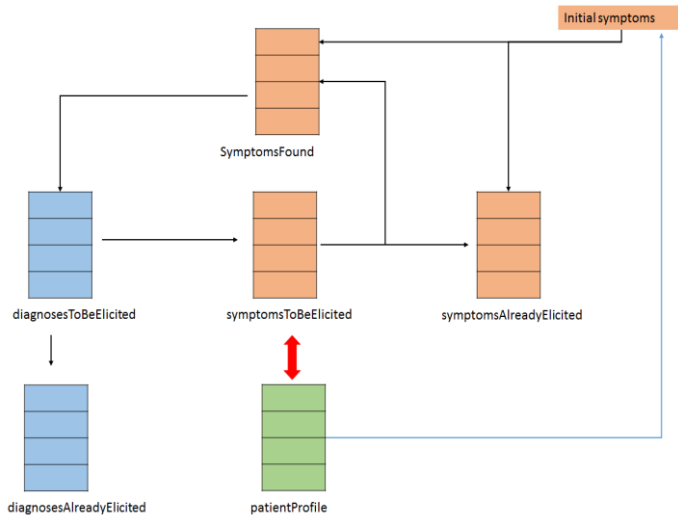 Initial symptoms
SymptomsFound
diagnosesToBeElicited
symptomsToBeElicited
symptomsAlreadyElicited
diagnosesAlreadyElicited
patientProfile